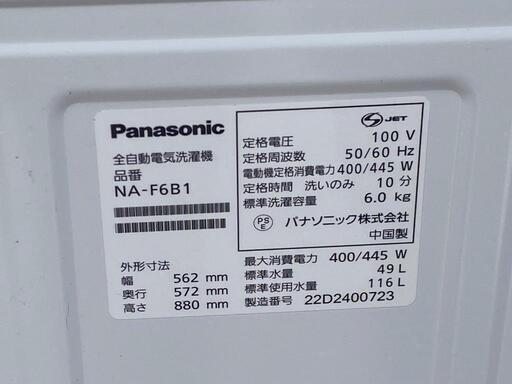 Panasonic
全自動電気洗濯機
品番
NA-F6B1
外形寸法
幅 562 mm
奥行 572 mm
高さ 880 mm
S JET
定格電圧 100 V
定格周波数 50/60 Hz
電動機定格消費電力 400/445 W
定格時間 洗いのみ 10 分
標準洗濯容量 6.0 kg
PS E パナソニック株式会社
中国製
最大消費電力 400/445 W
標準水量 49 L
標準使用水量 116 L
製造番号 22D2400723